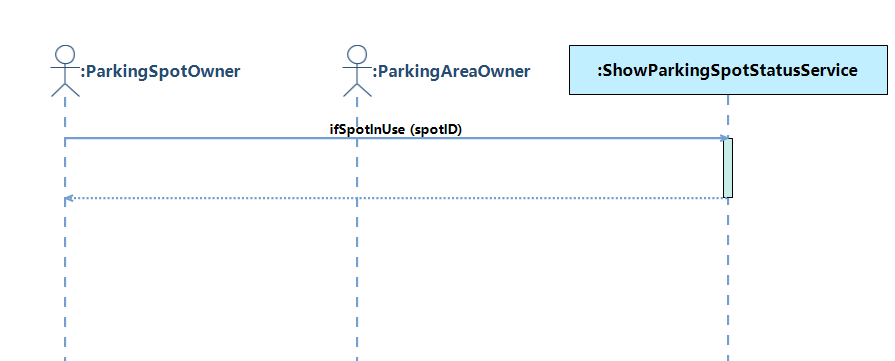 :ParkingSpotOwner
:ParkingAreaOwner
:ShowParkingSpotStatusService
ifSpotInUse (spotID)